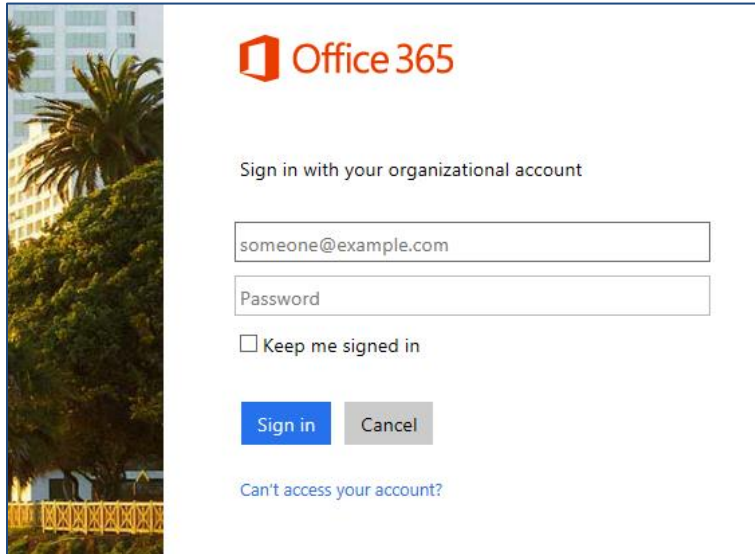 Office 365
Sign in with your organizational account
someone@example.com
Password
Keep me signed in
Sign in Cancel
Can't access your account?